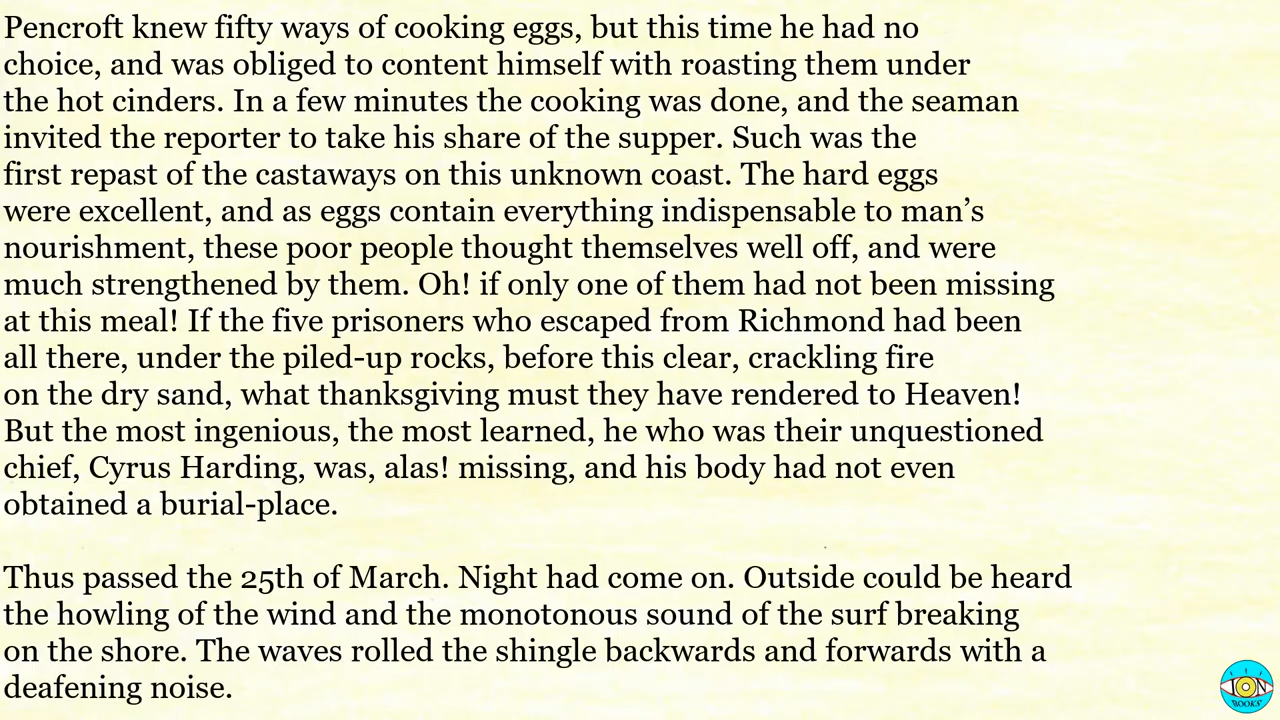 Pencroft knew fifty ways of cooking eggs, but this time he had no
choice, and was obliged to content himself with roasting them under
the hot cinders. In a few minutes the cooking was done, and the seaman
invited the reporter to take his share of the supper. Such was the
first repast of the castaways on this unknown coast. The hard eggs
were excellent, and as eggs contain everything indispensable to man’s
nourishment, these poor people thought themselves well off, and were
much strengthened by them. Oh! if only one of them had not been missing
at this meal! If the five prisoners who escaped from Richmond had been
all there, under the piled-up rocks, before this clear, crackling fire
on the dry sand, what thanksgiving must they have rendered to Heaven!
But the most ingenious, the most learned, he who was their unquestioned
chief, Cyrus Harding, was, alas! missing, and his body had not even
obtained a burial-place.
Thus passed the 25th of March. Night had come on. Outside could be heard
the howling of the wind and the monotonous sound of the surf breaking
on the shore. The waves rolled the shingle backwards and forwards with a
deafening noise.
ION
BOOKS